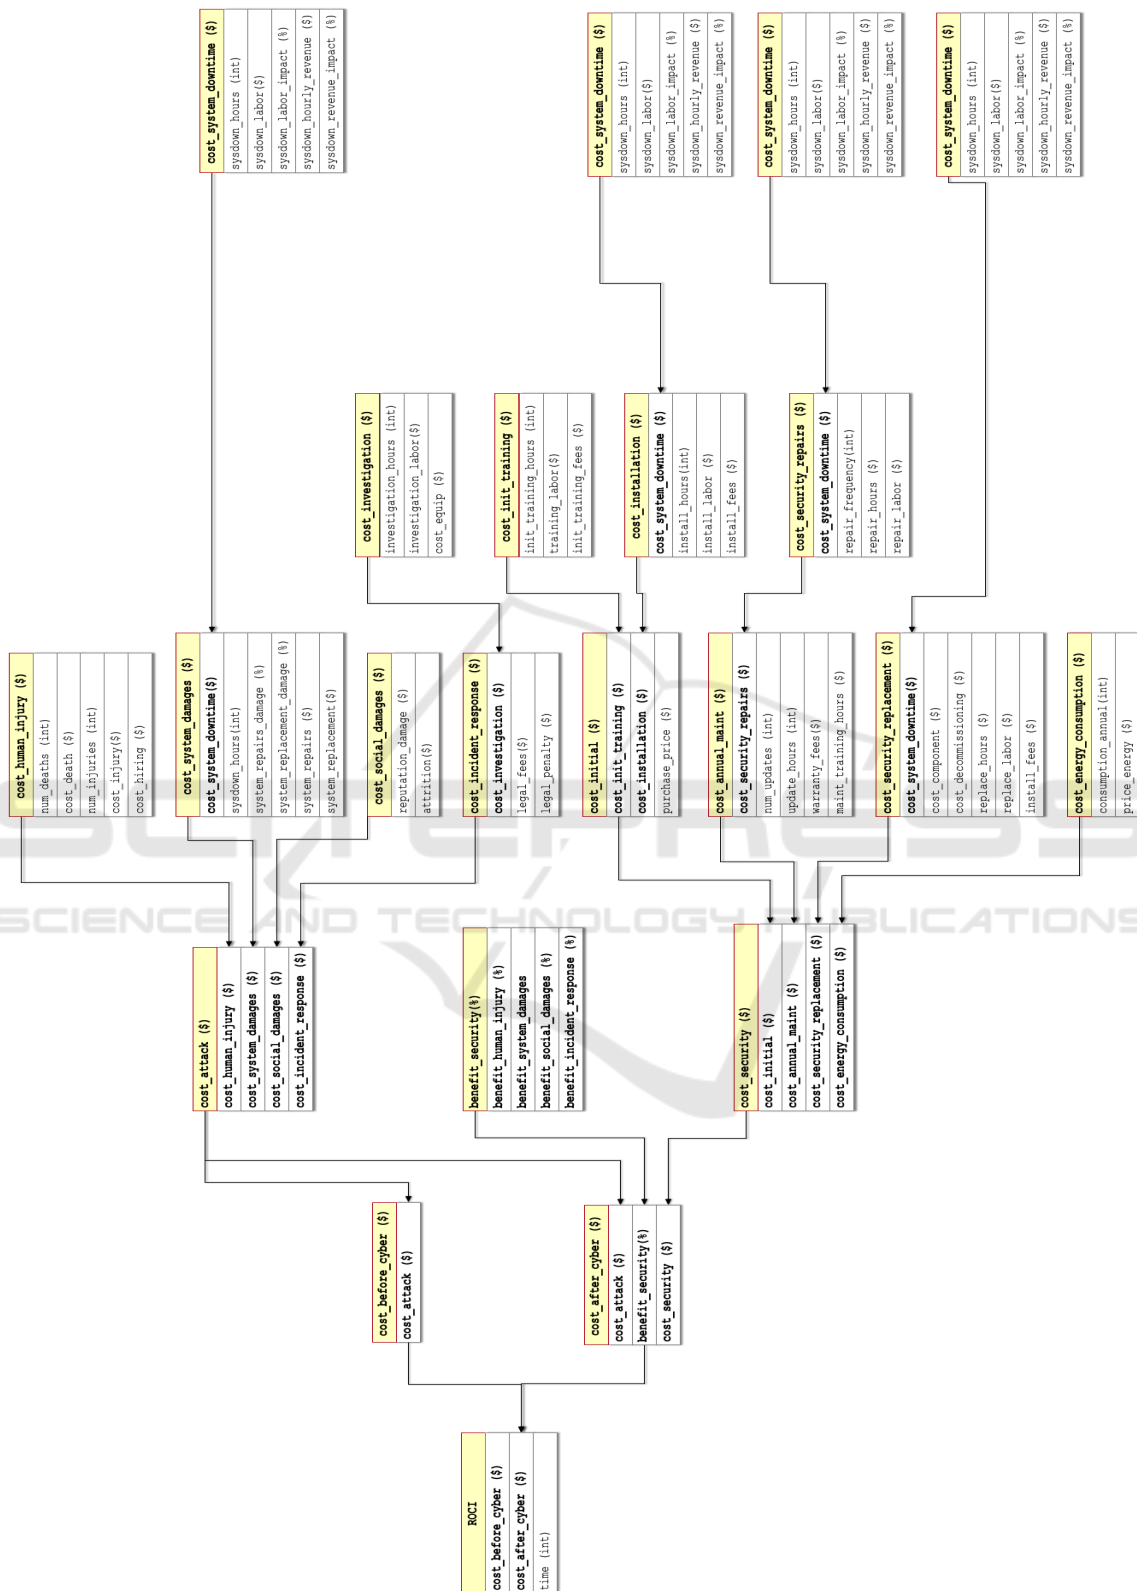 cost_system_downtime ($)
sysdown_hours (int)
sysdown_labor($)
sysdown_labor_impact (%)
sysdown_hourly_revenue ($)
sysdown_revenue_impact (%)
cost_system_downtime ($)
sysdown_hours (int)
sysdown_labor($)
sysdown_labor_impact (%)
sysdown_hourly_revenue ($)
sysdown_revenue_impact (%)
cost_system_downtime ($)
sysdown_hours (int)
sysdown_labor($)
sysdown_labor_impact (%)
sysdown_hourly_revenue ($)
sysdown_revenue_impact (%)
cost_system_downtime ($)
sysdown_hours (int)
sysdown_labor($)
sysdown_labor_impact (%)
sysdown_hourly_revenue ($)
sysdown_revenue_impact (%)
cost_investigation ($)
investigation_hours (int)
investigation_labor($)
cost_equip ($)
cost_init_training ($)
init_training_hours (int)
training_labor($)
init_training_fees ($)
cost_installation ($)
cost_system_downtime ($)
install_hours(int)
install_labor ($)
install_fees ($)
cost_security_repairs ($)
cost_system_downtime ($)
repair_frequency(int)
repair_hours ($)
repair_labor ($)
cost_human_injury ($)
num_deaths (int)
cost_death ($)
num_injuries (int)
cost_injury($)
cost_hiring ($)
cost_system_damages ($)
cost_system_downtime($)
sysdown_hours(int)
system_repairs_damage (%)
system_replacement_damage (%)
system_repairs ($)
system_replacement($)
cost_social_damages ($)
reputation_damage ($)
attrition($)
cost_incident_response ($)
cost_investigation ($)
legal_fees($)
legal_penalty ($)
cost_initial ($)
cost_init_training ($)
cost_installation ($)
purchase_price ($)
cost_annual_maint ($)
cost_security_repairs ($)
num_updates (int)
update_hours (int)
warranty_fees($)
maint_training_hours ($)
cost_security_replacement ($)
cost_system_downtime($)
cost_component ($)
cost_decommissioning ($)
replace_hours ($)
replace_labor ($)
install_fees ($)
cost_energy_consumption ($)
consumption_annual(int)
price_energy ($)
SCIENCE AND TECHNOLOGY PUBLICATIONS
cost_attack ($)
cost_human_injury ($)
cost_system_damages ($)
cost_social_damages ($)
cost_incident_response ($)
benefit_security(%)
benefit_human_injury (%)
benefit_system_damages
benefit_social_damages (%)
benefit_incident_response (%)
cost_security ($)
cost_initial ($)
cost_annual_maint ($)
cost_security_replacement ($)
cost_energy_consumption ($)
cost_before_cyber ($)
cost_attack ($)
cost_after_cyber ($)
cost_attack ($)
benefit_security(%)
cost_security ($)
ROCI
cost_before_cyber ($)
cost_after_cyber ($)
time (int)